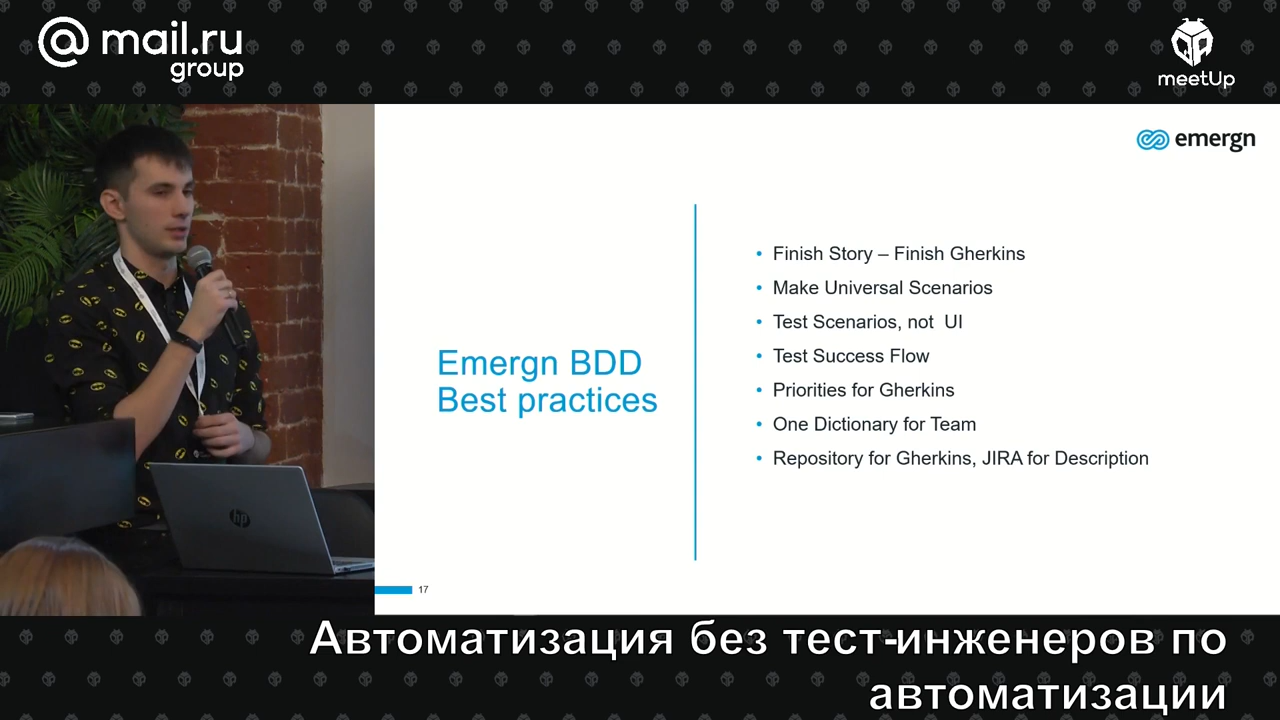 @mail.ru
group
meetUp
emergn
Emergn BDD
Best practices
• Finish Story – Finish Gherkins
• Make Universal Scenarios
• Test Scenarios, not UI
• Test Success Flow
• Priorities for Gherkins
• One Dictionary for Team
• Repository for Gherkins, JIRA for Description
hp
17
Автоматизация без тест-инженеров по
автоматизации